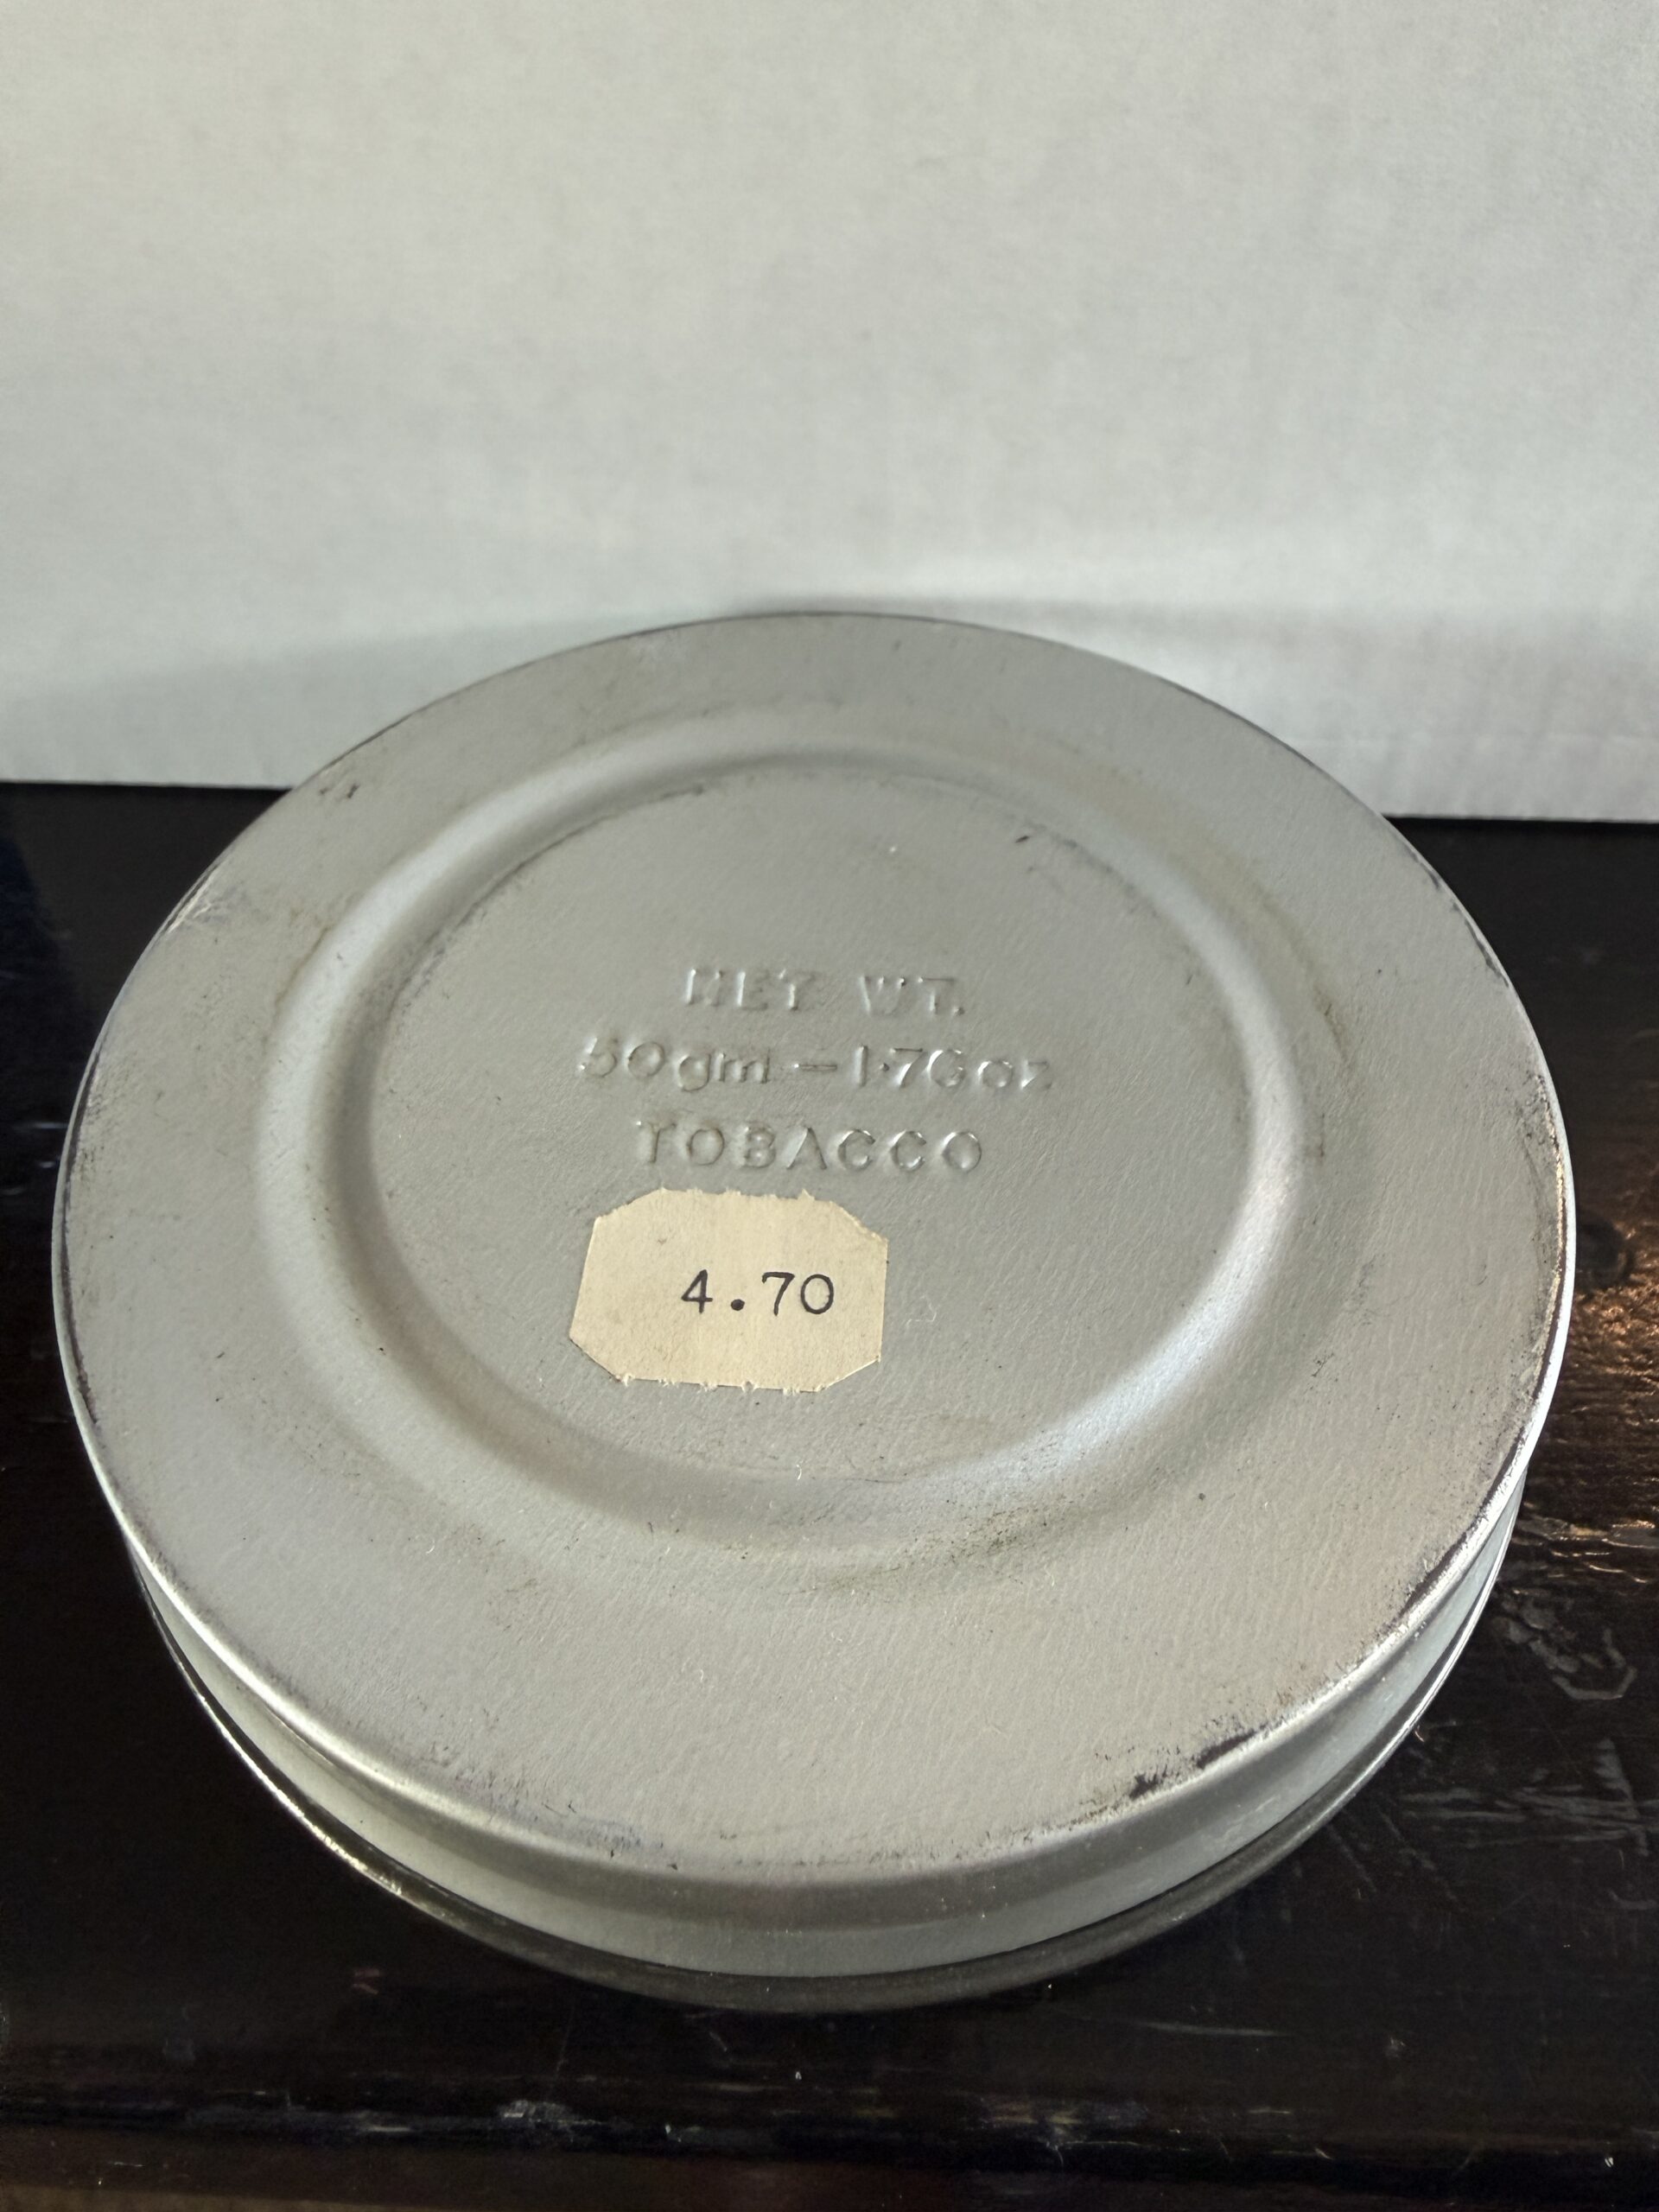 NET WT.
50gm – 1·76oz
TOBACCO
4.70